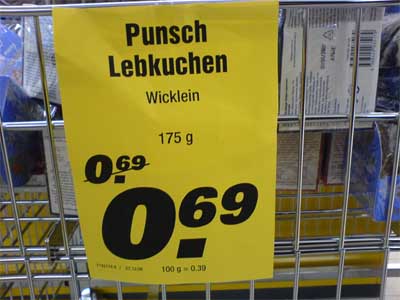 Punsch
Lebkuchen
Wicklein
175 g
0.69
0.69
100 g = 0.39